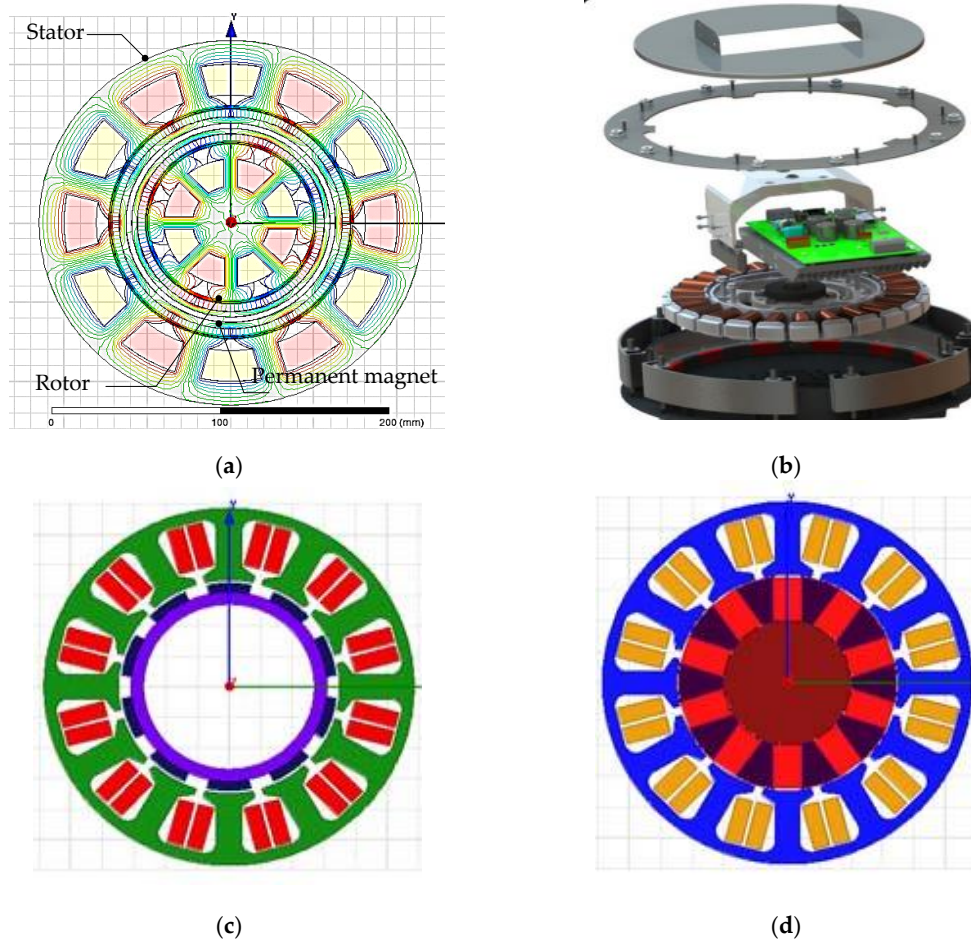 Y
Stator
Rotor
Permanent magnet
0 100 200 (mm)
(a)
(b)
Y
(c)
Y
(d)